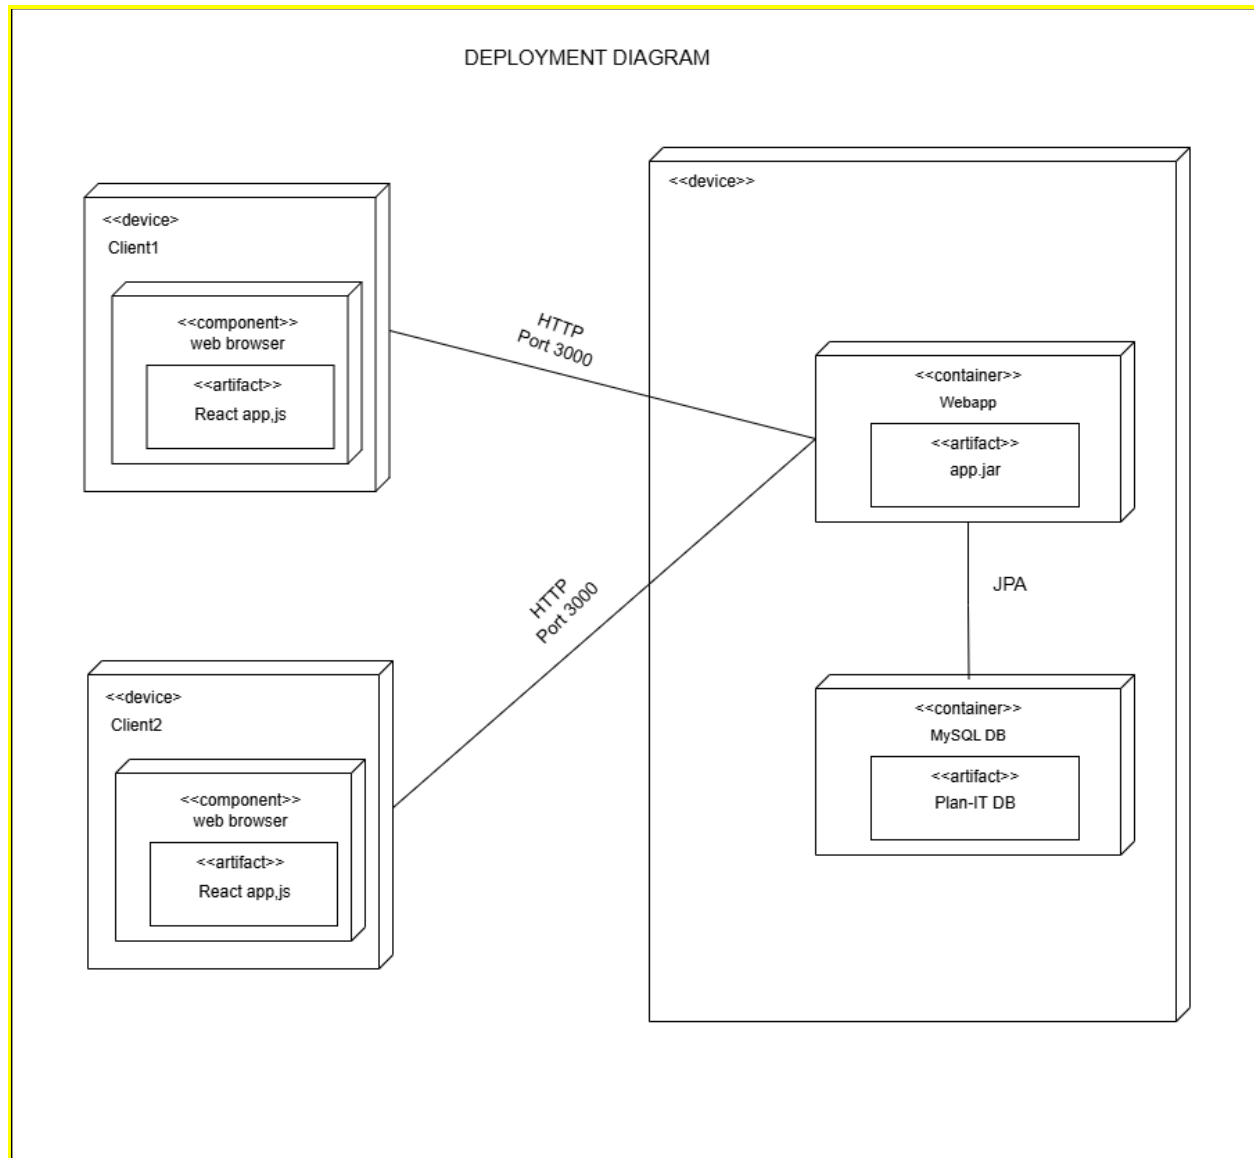 DEPLOYMENT DIAGRAM
<<device>
Client1
<<component>>
web browser
<<artifact>>
React app,js
HTTP
Port 3000
<<device>>
<<container>>
Webapp
<<artifact>>
app.jar
JPA
HTTP
Port 3000
<<device>
Client2
<<component>>
web browser
<<artifact>>
React app,js
<<container>>
MySQL DB
<<artifact>>
Plan-IT DB